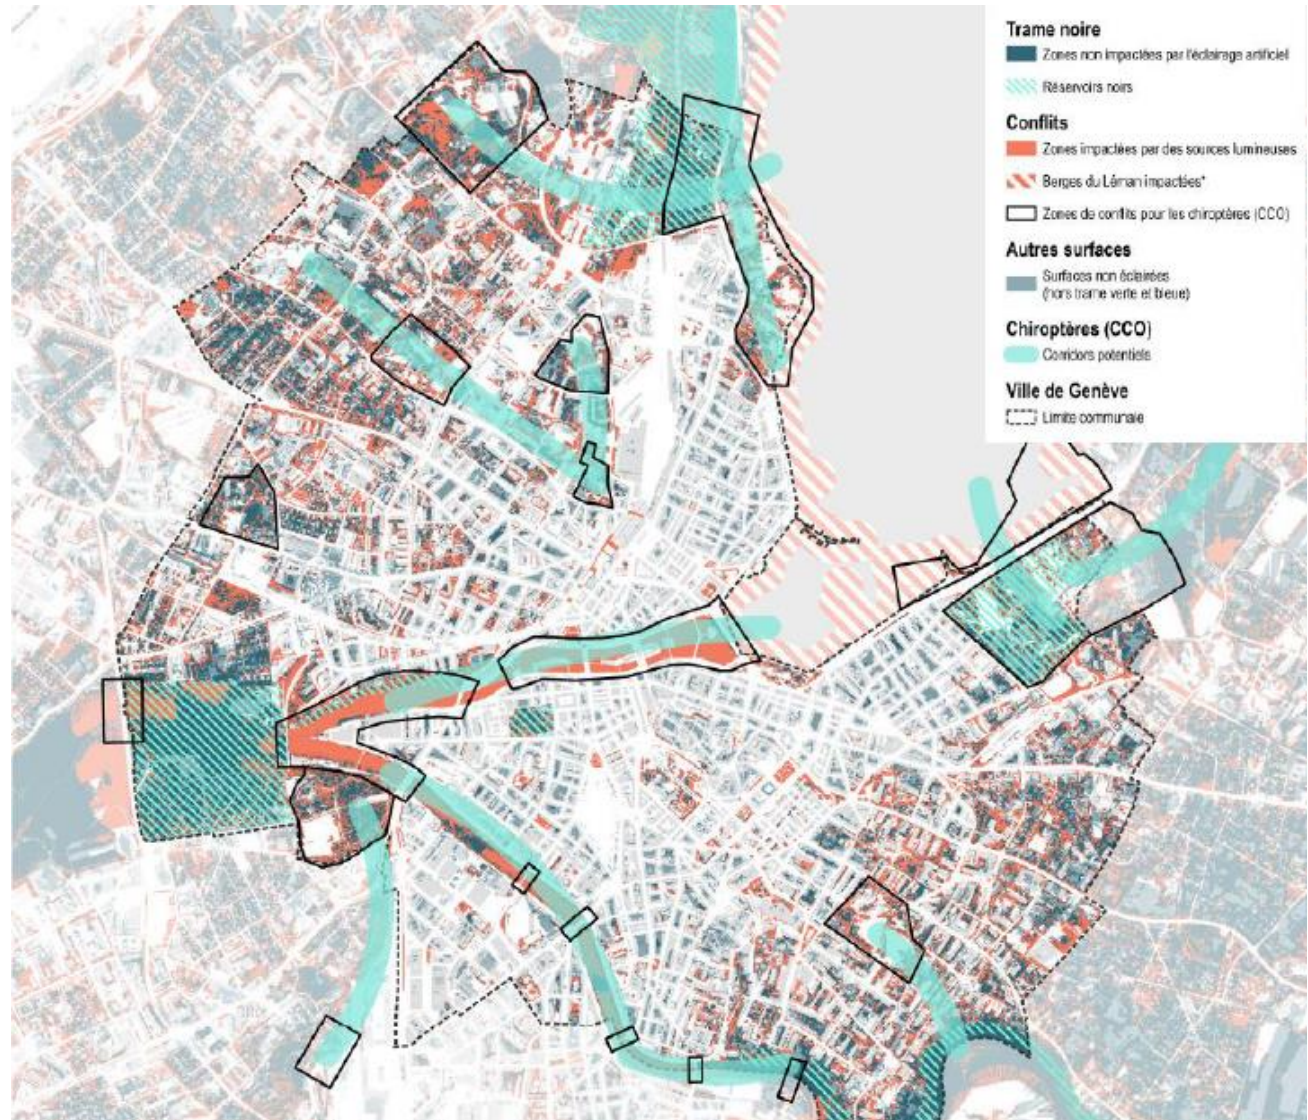 Trame noire
Zones non impactées par l'éclairage artificiel
Réservoirs noirs
Conflits
Zones impactées par des sources lumineuses
Berges du Léman impactées*
Zones de conflits pour les chiroptères (CCO)
Autres surfaces
Surfaces non éclairées
(hors trame verte et bleue)
Chiroptères (CCO)
Corridors potentiels
Ville de Genève
Limite communale